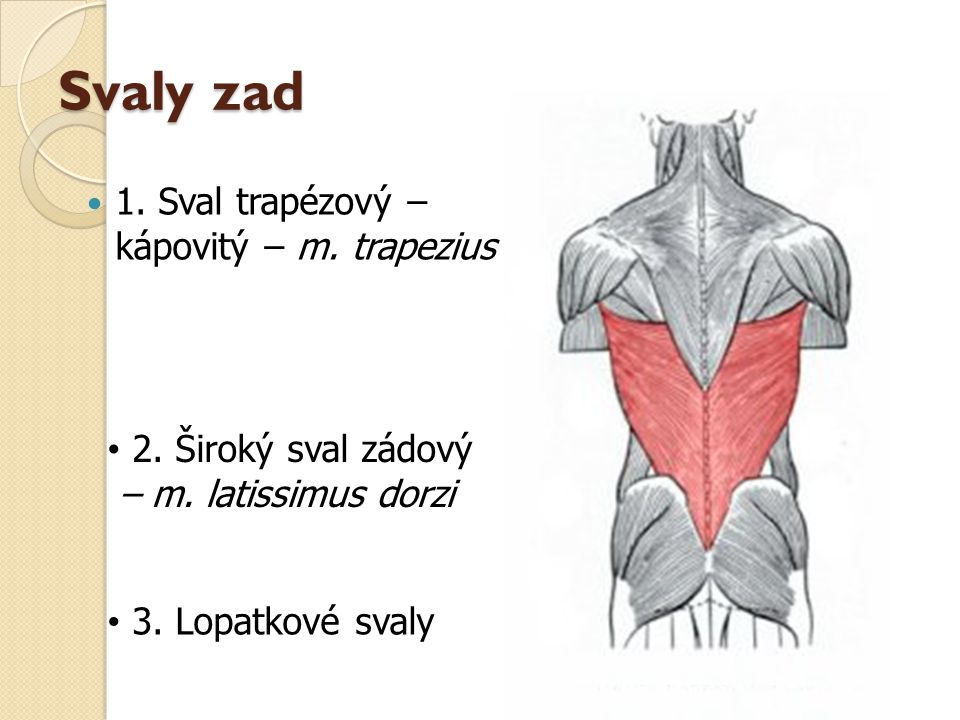 Svaly zad
• 1. Sval trapézový –
kápovitý – m. trapezius
• 2. Široký sval zádový
– m. latissimus dorzi
• 3. Lopatkové svaly